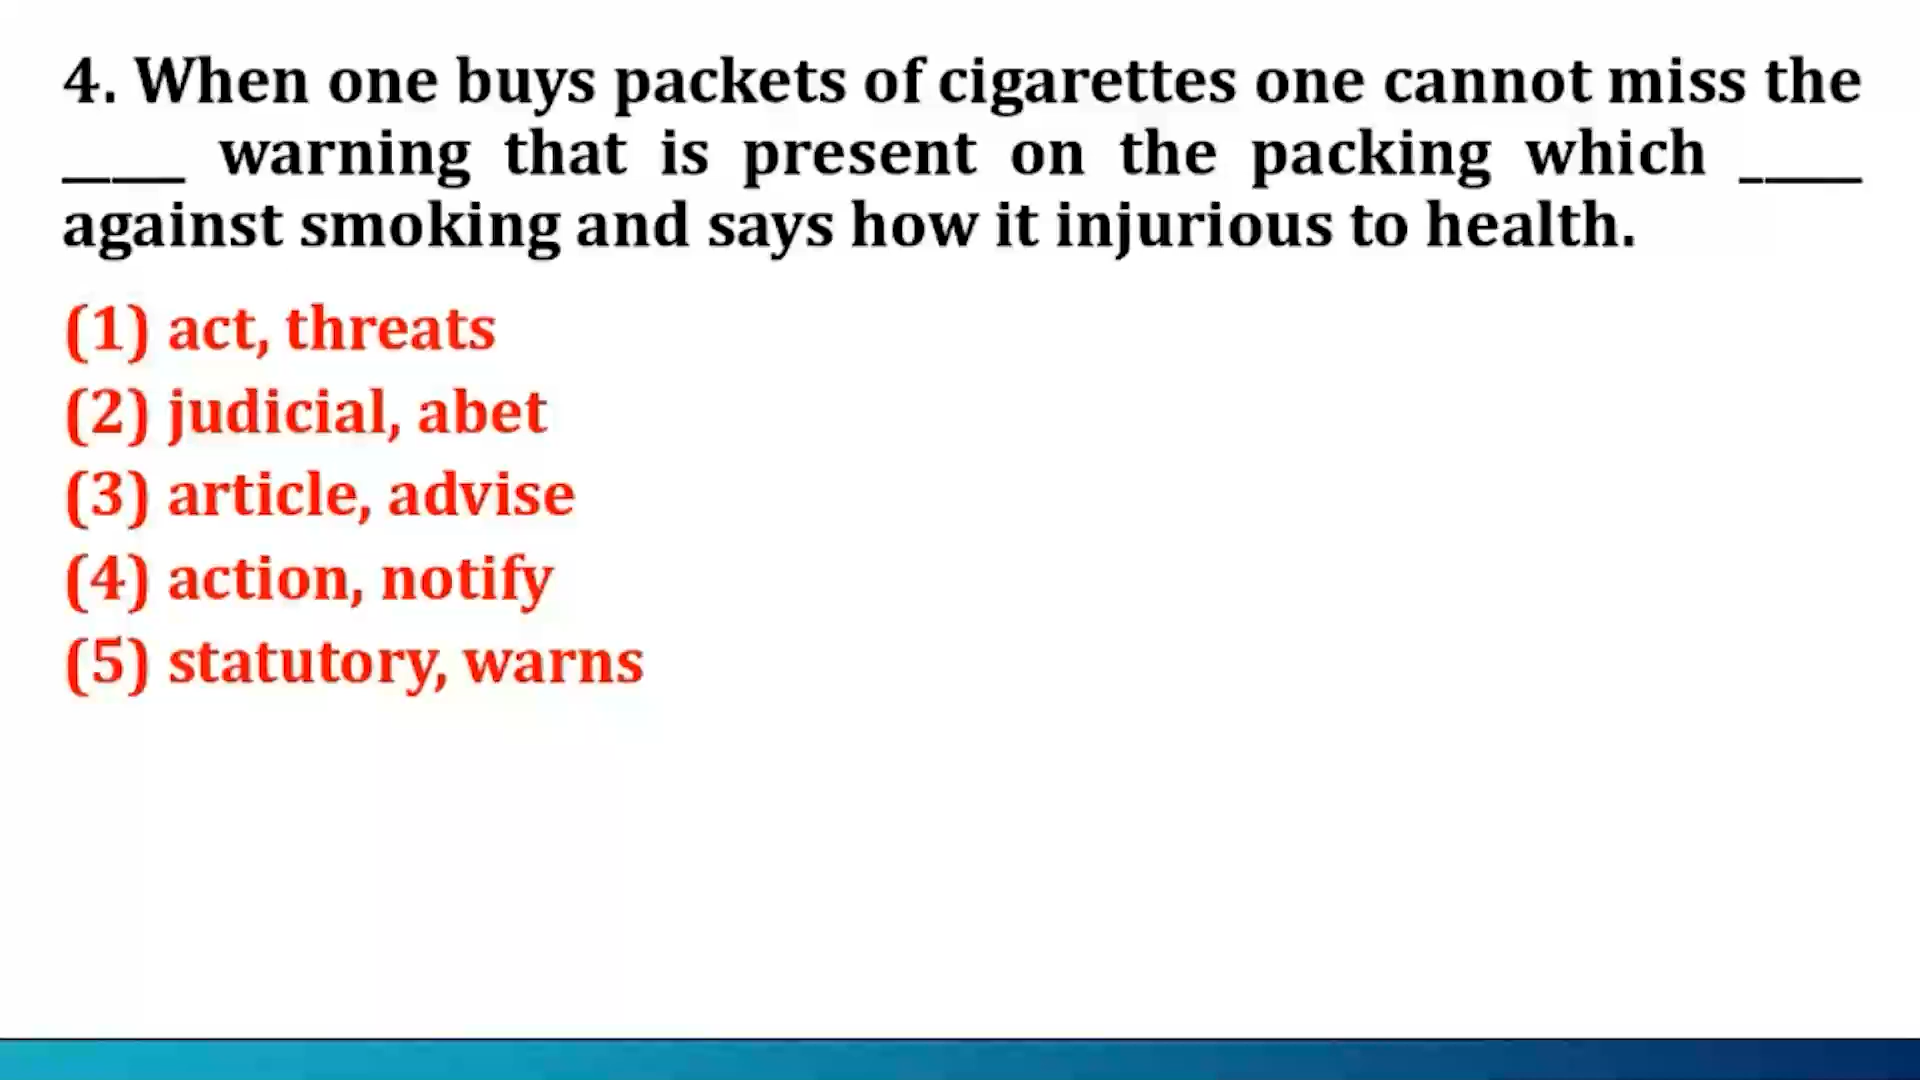 4. When one buys packets of cigarettes one cannot miss the
_____ warning that is present on the packing which _____
against smoking and says how it injurious to health.
(1) act, threats
(2) judicial, abet
(3) article, advise
(4) action, notify
(5) statutory, warns